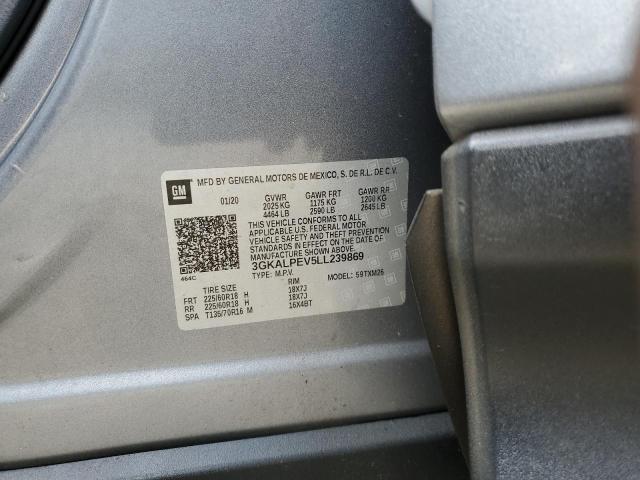 GM MFD BY GENERAL MOTORS DE MEXICO, S. DE R.L. DE C.V.
01/20 GVWR GAWR FRT GAWR RR
2025 KG 1175 KG 1200 KG
4464 LB 2590 LB 2645 LB
THIS VEHICLE CONFORMS TO ALL
APPLICABLE U.S. FEDERAL MOTOR
VEHICLE SAFETY AND BUMPER
STANDARDS IN EFFECT ON THE DATE OF
MANUFACTURE SHOWN ABOVE.
3GKALPEV5LL239869
464C TYPE: M.P.V. MODEL: 59TXM26
TIRE SIZE RIM
FRT 225/60R18 H 18X7J
RR 225/60R18 H 18X7J
SPA T135/70R16 M 16X4BT